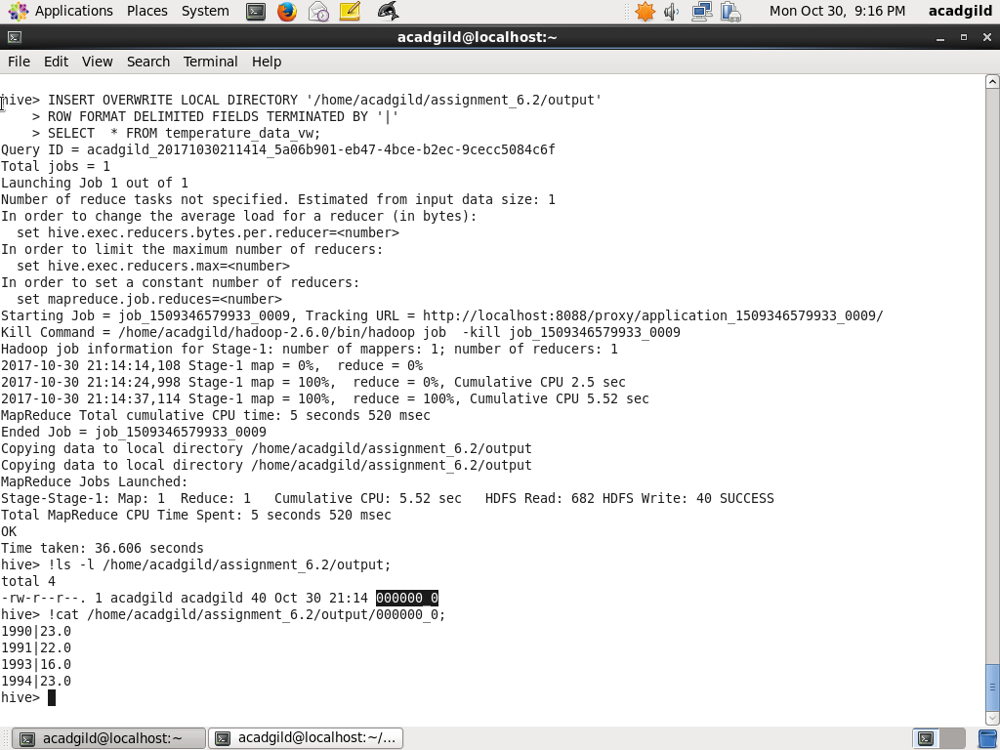 Applications Places System Mon Oct 30, 9:16 PM acadgild
acadgild@localhost:~
File Edit View Search Terminal Help
hive> INSERT OVERWRITE LOCAL DIRECTORY '/home/acadgild/assignment_6.2/output'
    > ROW FORMAT DELIMITED FIELDS TERMINATED BY '|'
    > SELECT  * FROM temperature_data_vw;
Query ID = acadgild_20171030211414_5a06b901-eb47-4bce-b2ec-9cecc5084c6f
Total jobs = 1
Launching Job 1 out of 1
Number of reduce tasks not specified. Estimated from input data size: 1
In order to change the average load for a reducer (in bytes):
  set hive.exec.reducers.bytes.per.reducer=<number>
In order to limit the maximum number of reducers:
  set hive.exec.reducers.max=<number>
In order to set a constant number of reducers:
  set mapreduce.job.reduces=<number>
Starting Job = job_1509346579933_0009, Tracking URL = http://localhost:8088/proxy/application_1509346579933_0009/
Kill Command = /home/acadgild/hadoop-2.6.0/bin/hadoop job  -kill job_1509346579933_0009
Hadoop job information for Stage-1: number of mappers: 1; number of reducers: 1
2017-10-30 21:14:14,108 Stage-1 map = 0%,  reduce = 0%
2017-10-30 21:14:24,998 Stage-1 map = 100%,  reduce = 0%, Cumulative CPU 2.5 sec
2017-10-30 21:14:37,114 Stage-1 map = 100%,  reduce = 100%, Cumulative CPU 5.52 sec
MapReduce Total cumulative CPU time: 5 seconds 520 msec
Ended Job = job_1509346579933_0009
Copying data to local directory /home/acadgild/assignment_6.2/output
Copying data to local directory /home/acadgild/assignment_6.2/output
MapReduce Jobs Launched:
Stage-Stage-1: Map: 1  Reduce: 1   Cumulative CPU: 5.52 sec   HDFS Read: 682 HDFS Write: 40 SUCCESS
Total MapReduce CPU Time Spent: 5 seconds 520 msec
OK
Time taken: 36.606 seconds
hive> !ls -l /home/acadgild/assignment_6.2/output;
total 4
-rw-r--r--. 1 acadgild acadgild 40 Oct 30 21:14 000000_0
hive> !cat /home/acadgild/assignment_6.2/output/000000_0;
1990|23.0
1991|22.0
1993|16.0
1994|23.0
hive>
acadgild@localhost:~ acadgild@localhost:~/...